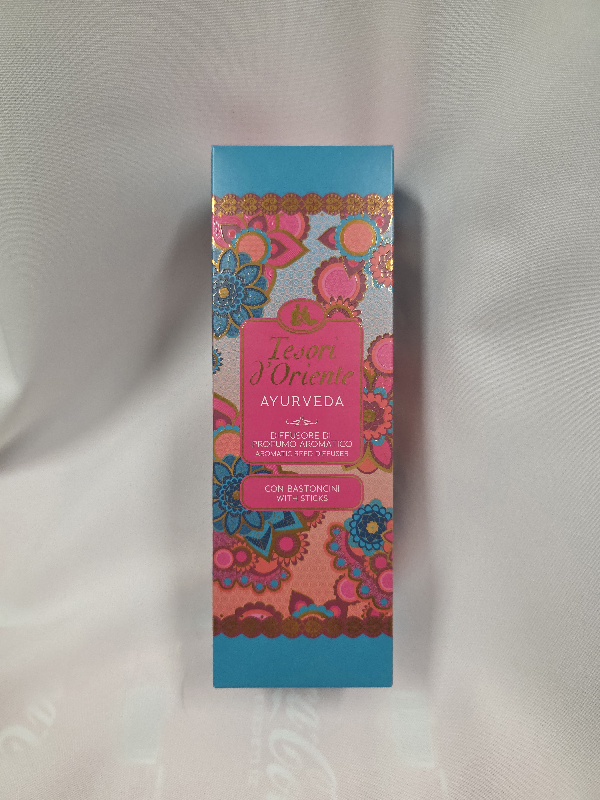 Tesori
d'Oriente
AYURVEDA
DIFFUSORE DI
PROFUMO AROMATICO
AROMATIC REED DIFFUSER
CON BASTONCINI
WITH STICKS